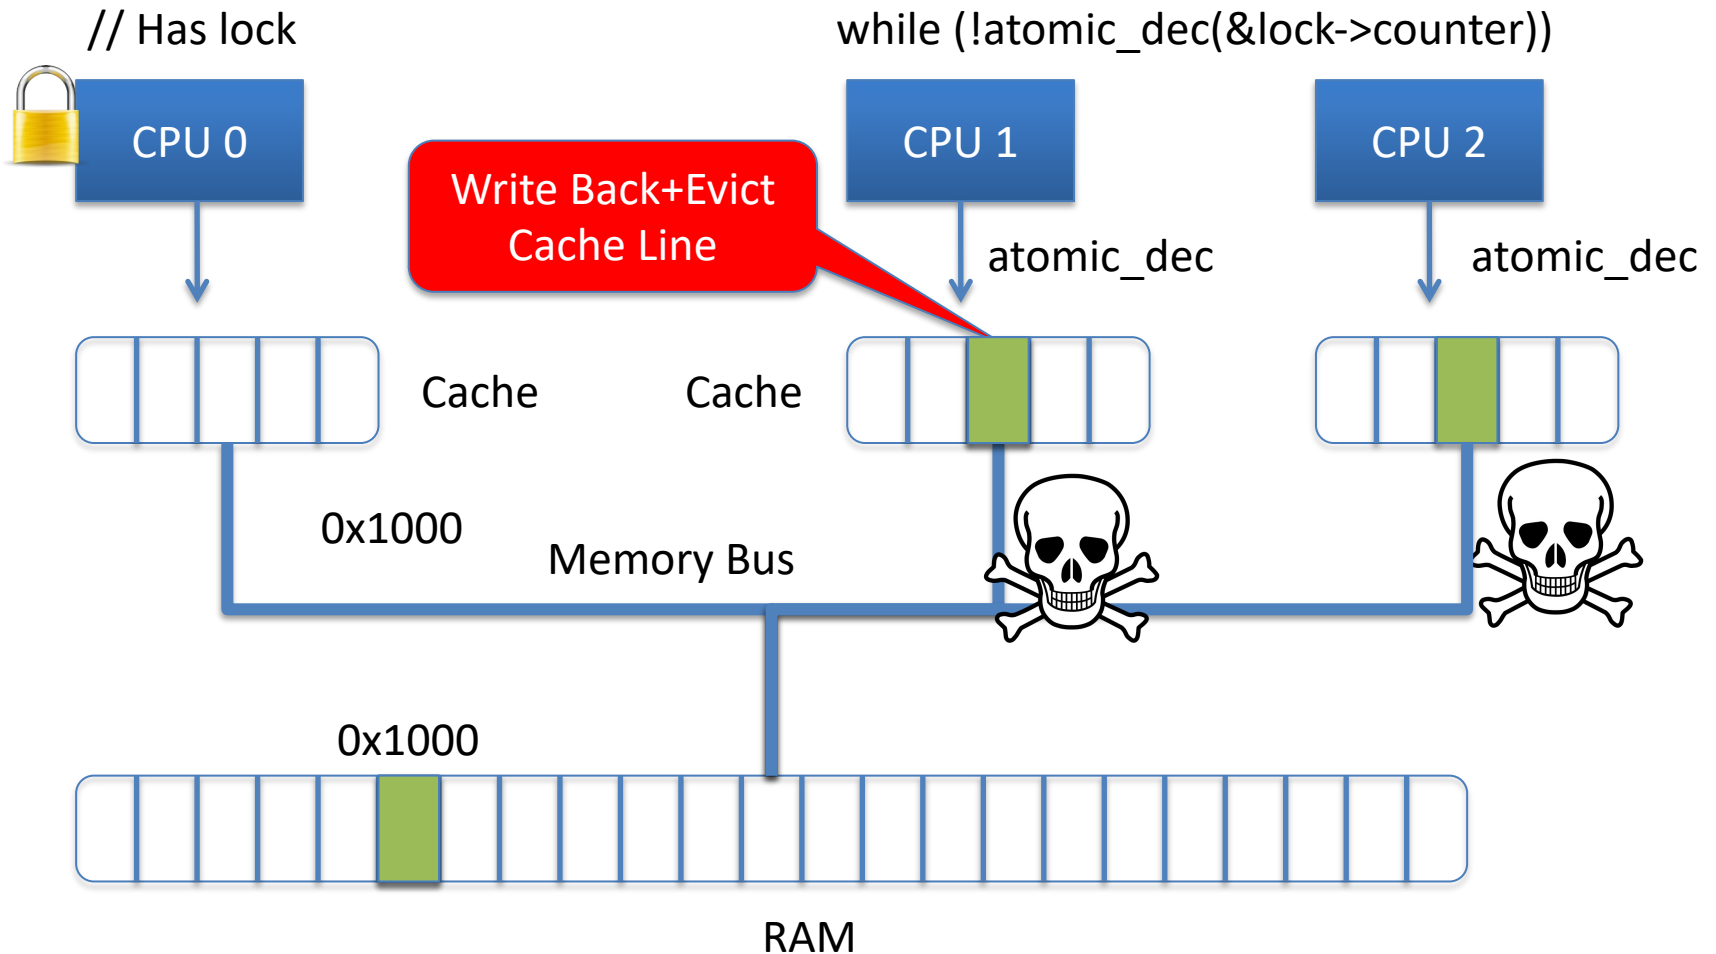 // Has lock
while (!atomic_dec(&lock->counter))
CPU 0
CPU 1
CPU 2
Write Back+Evict
Cache Line
atomic_dec
atomic_dec
Cache
Cache
0x1000
Memory Bus
0x1000
RAM